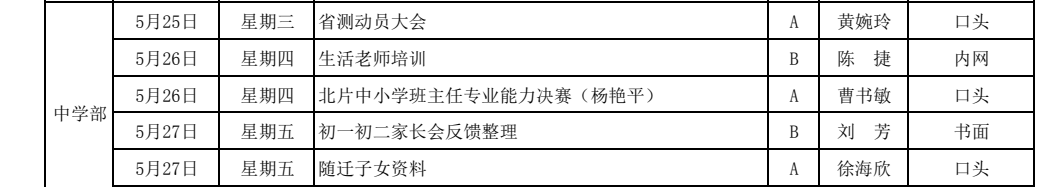 中学部
5月25日 星期三 省测动员大会 A 黄婉玲 口头
5月26日 星期四 生活老师培训 B 陈 捷 内网
5月26日 星期四 北片中小学班主任专业能力决赛（杨艳平） A 曹书敏 口头
5月27日 星期五 初一初二家长会反馈整理 B 刘 芳 书面
5月27日 星期五 随迁子女资料 A 徐海欣 口头